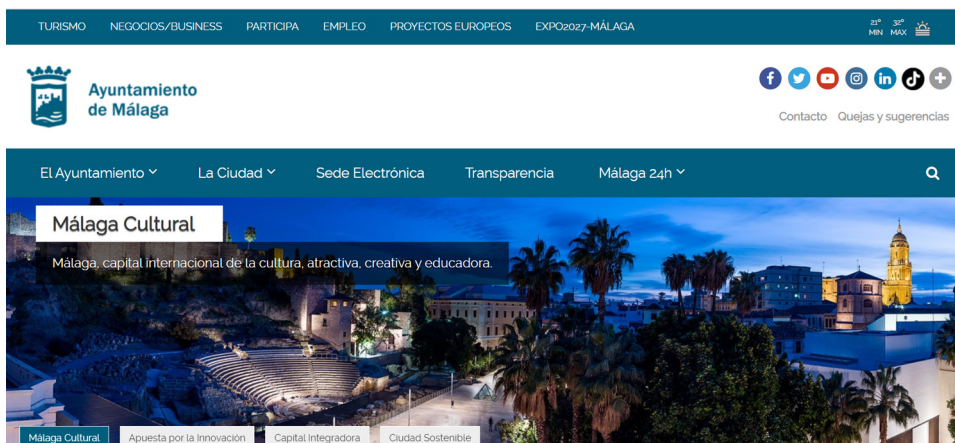 TURISMO NEGOCIOS/BUSINESS PARTICIPA EMPLEO PROYECTOS EUROPEOS EXPO2027-MÁLAGA 21º 32º
MIN MAX
Ayuntamiento
de Málaga
Contacto Quejas y sugerencias
El Ayuntamiento La Ciudad Sede Electrónica Transparencia Málaga 24h
Málaga Cultural
Málaga, capital internacional de la cultura, atractiva, creativa y educadora.
Málaga Cultural Apuesta por la Innovación Capital Integradora Ciudad Sostenible